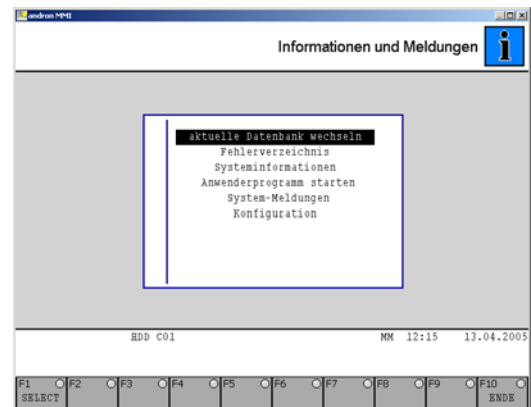 andron MMI
Informationen und Meldungen
aktuelle Datenbank wechseln
Fehlerverzeichnis
Systeminformationen
Anwenderprogramm starten
System-Meldungen
Konfiguration
HDD C01 MM 12:15 13.04.2005
F1 F2 F3 F4 F5 F6 F7 F8 F9 F10
SELECT ENDE